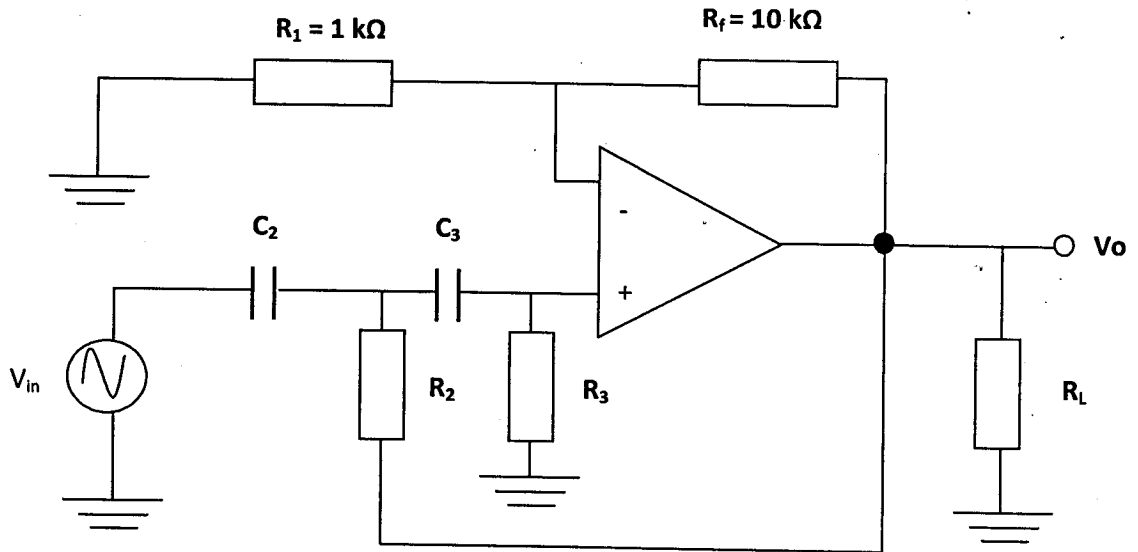 R₁ = 1 kΩ
R_f = 10 kΩ
C₂
C₃
-
+
Vo
V_in
R₂
R₃
R_L